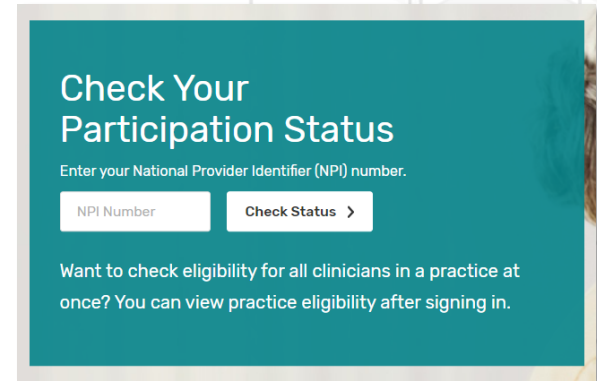 Check Your
Participation Status
Enter your National Provider Identifier (NPI) number.
NPI Number
Check Status
Want to check eligibility for all clinicians in a practice at
once? You can view practice eligibility after signing in.